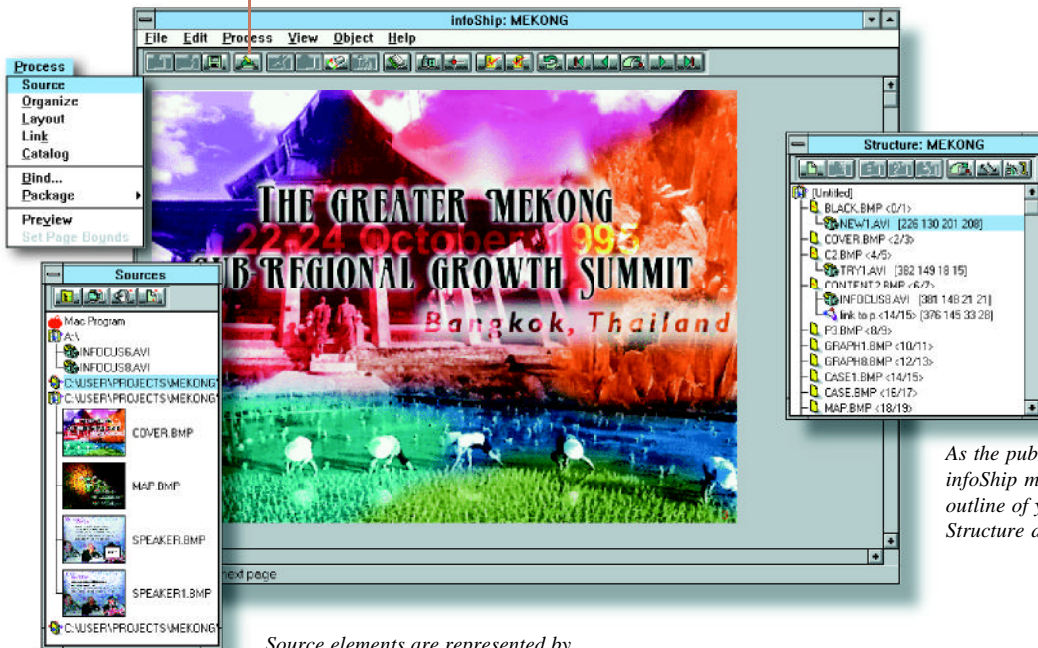 infoShip: MEKONG
File Edit Process View Object Help
Process
Source
Organize
Layout
Link
Catalog
Bind...
Package
Preview
Set Page Bounds
THE GREATER MEKONG
22-24 October 1995
SUB-REGIONAL GROWTH SUMMIT
Bangkok, Thailand
next page
Sources
Mac Program
A:\
INFOCUS6.AVI
INFOCUS8.AVI
C:\USER\PROJECTS\MEKONG\
C:\USER\PROJECTS\MEKONG\
COVER.BMP
MAP.BMP
SPEAKER.BMP
SPEAKER1.BMP
C:\USER\PROJECTS\MEKONG\
Structure: MEKONG
[Untitled]
BLACK.BMP <0/1>
NEW1.AVI [226 130 201 208]
COVER.BMP <2/3>
C2.BMP <4/5>
TRY1.AVI [382 149 18 15]
CONTENT2.BMP <6/7>
INFOCUS8.AVI [381 148 21 21]
link to p.<14/15> [376 145 33 28]
P3.BMP <8/9>
GRAPH1.BMP <10/11>
GRAPH8.BMP <12/13>
CASE1.BMP <14/15>
CASE.BMP <16/17>
MAP.BMP <18/19>
As the pub
infoShip m
outline of y
Structure a
Source elements are represented by